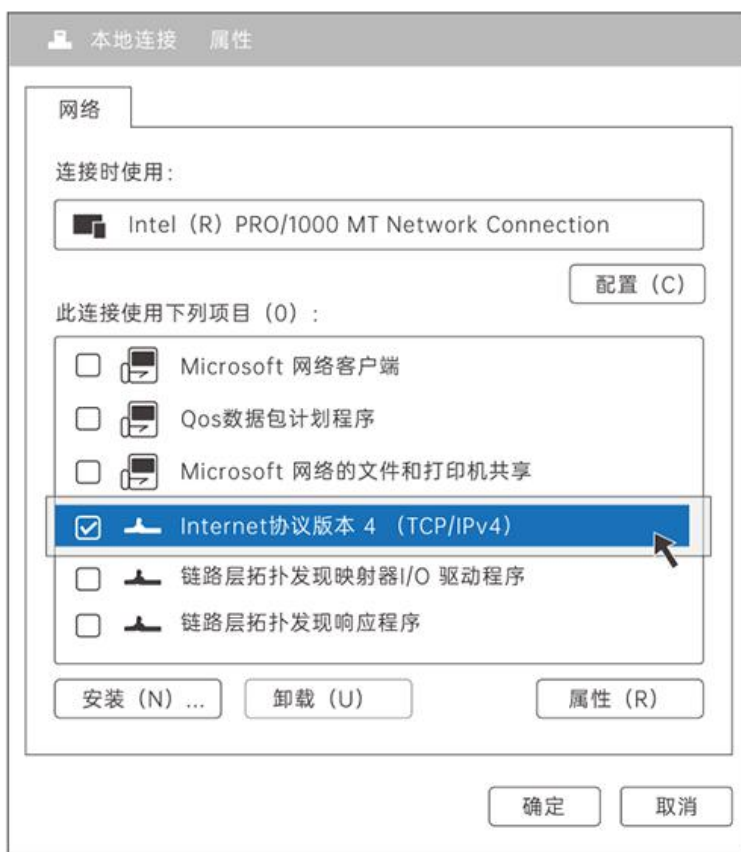 本地连接 属性
网络
连接时使用:
Intel (R) PRO/1000 MT Network Connection
配置 (C)
此连接使用下列项目 (0) :
Microsoft 网络客户端
Qos数据包计划程序
Microsoft 网络的文件和打印机共享
Internet协议版本 4 (TCP/IPv4)
链路层拓扑发现映射器I/O 驱动程序
链路层拓扑发现响应程序
安装 (N) ... 卸载 (U) 属性 (R)
确定 取消